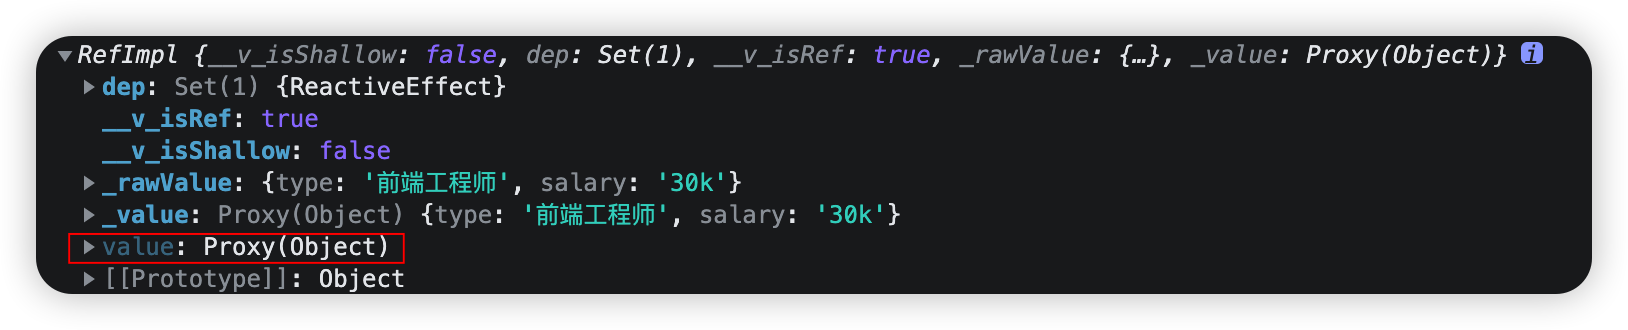 ▼RefImpl {__v_isShallow: false, dep: Set(1), __v_isRef: true, _rawValue: {…}, _value: Proxy(Object)} i
▶ dep: Set(1) {ReactiveEffect}
__v_isRef: true
__v_isShallow: false
▶ _rawValue: {type: '前端工程师', salary: '30k'}
▶ _value: Proxy(Object) {type: '前端工程师', salary: '30k'}
▶ value: Proxy(Object)
▶ [[Prototype]]: Object